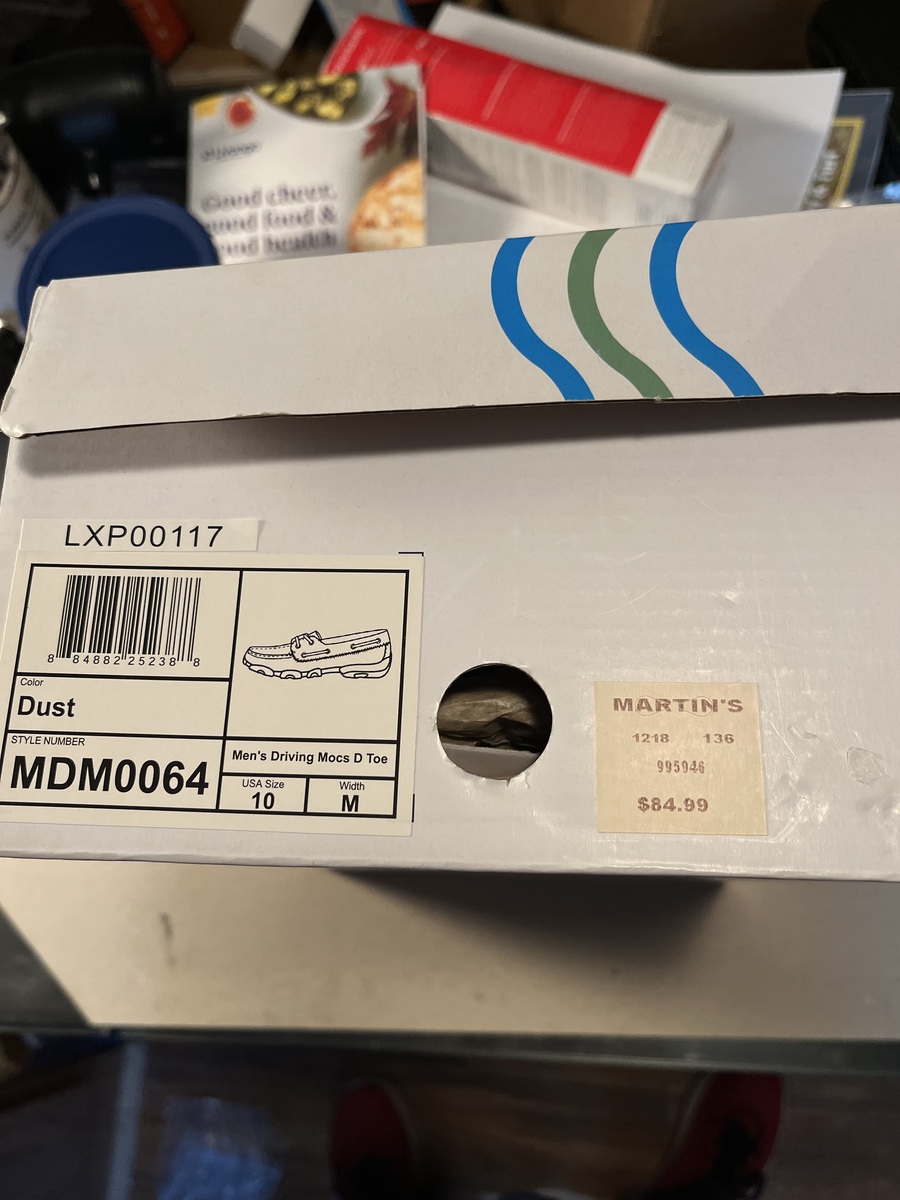 Good cheer,
good food &
good health
LXP00117
8 84882 25238 8
Color
Dust
STYLE NUMBER
MDM0064
Men's Driving Mocs D Toe
USA Size
10
Width
M
MARTIN'S
1218 136
995946
$84.99